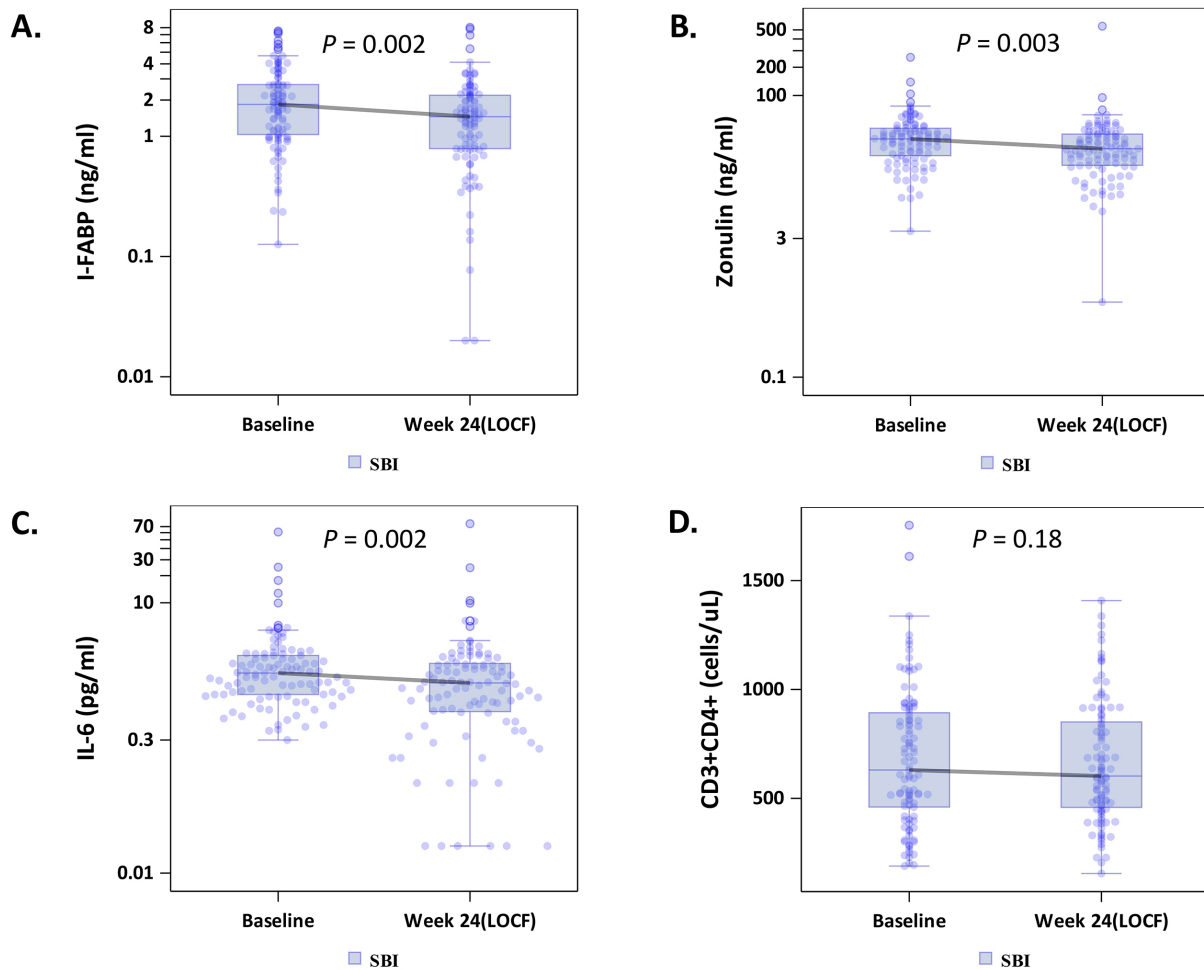 A.
P = 0.002
8
4
2
1
0.1
0.01
I-FABP (ng/ml)
Baseline
Week 24(LOCF)
SBI
B.
P = 0.003
500
200
100
3
0.1
Zonulin (ng/ml)
Baseline
Week 24(LOCF)
SBI
C.
P = 0.002
70
30
10
0.3
0.01
IL-6 (pg/ml)
Baseline
Week 24(LOCF)
SBI
D.
P = 0.18
1500
1000
500
CD3+CD4+ (cells/uL)
Baseline
Week 24(LOCF)
SBI